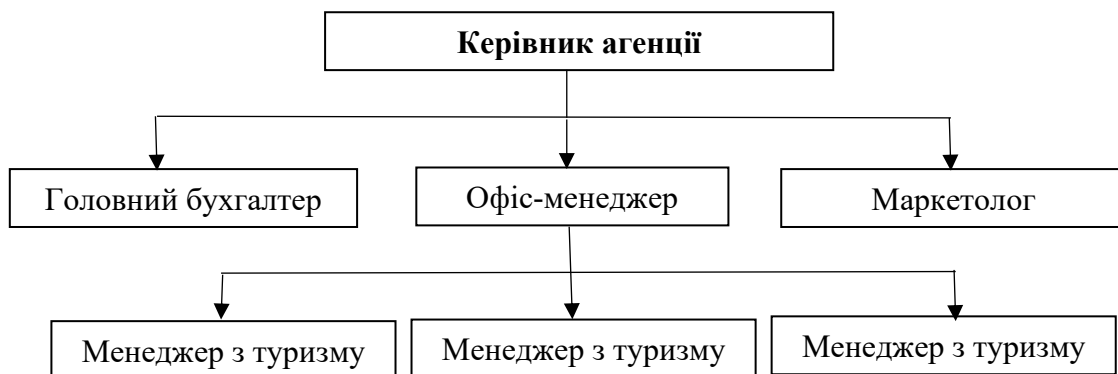 Керівник агенції
Головний бухгалтер
Офіс-менеджер
Маркетолог
Менеджер з туризму
Менеджер з туризму
Менеджер з туризму